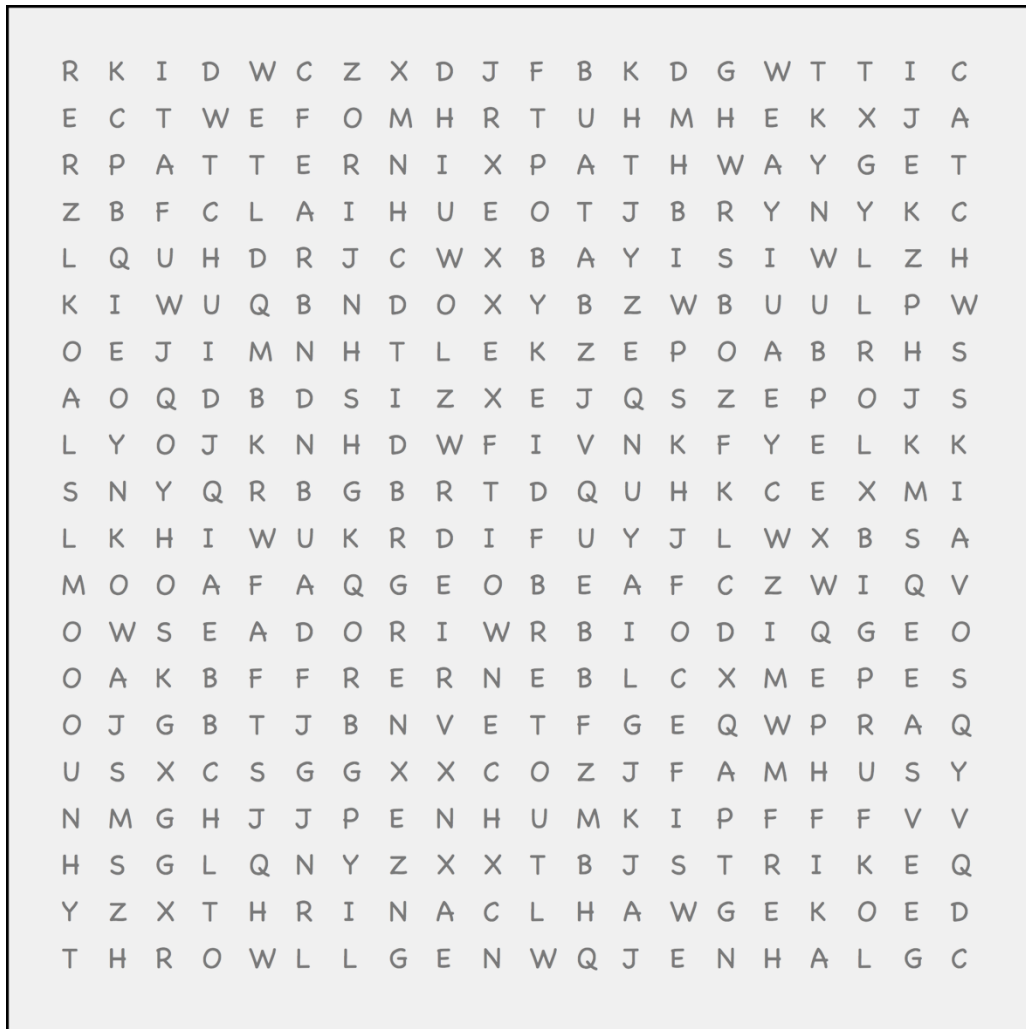 R K I D W C Z X D J F B K D G W T T I C
E C T W E F O M H R T U H M H E K X J A
R P A T T E R N I X P A T H W A Y G E T
Z B F C L A I H U E O T J B R Y N Y K C
L Q U H D R J C W X B A Y I S I W L Z H
K I W U Q B N D O X Y B Z W B U U L P W
O E J I M N H T L E K Z E P O A B R H S
A O Q D B D S I Z X E J Q S Z E P O J S
L Y O J K N H D W F I V N K F Y E L K K
S N Y Q R B G B R T D Q U H K C E X M I
L K H I W U K R D I F U Y J L W X B S A
M O O A F A Q G E O B E A F C Z W I Q V
O W S E A D O R I W R B I O D I Q G E O
O A K B F F R E R N E B L C X M E P E S
O J G B T J B N V E T F G E Q W P R A Q
U S X C S G G X X C O Z J F A M H U S Y
N M G H J J P E N H U M K I P F F F V V
H S G L Q N Y Z X X T B J S T R I K E Q
Y Z X T H R I N A C L H A W G E K O E D
T H R O W L L G E N W Q J E N H A L G C